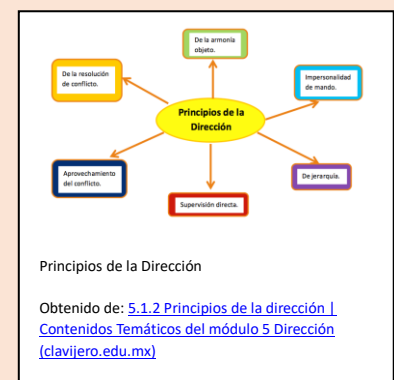 De la armonía
objeto.
De la resolución
de conflicto.
Impersonalidad
de mando.
Principios de la
Dirección
Aprovechamiento
del conflicto.
De jerarquía.
Supervisión directa.
Principios de la Dirección
Obtenido de: 5.1.2 Principios de la dirección |
Contenidos Temáticos del módulo 5 Dirección
(clavijero.edu.mx)